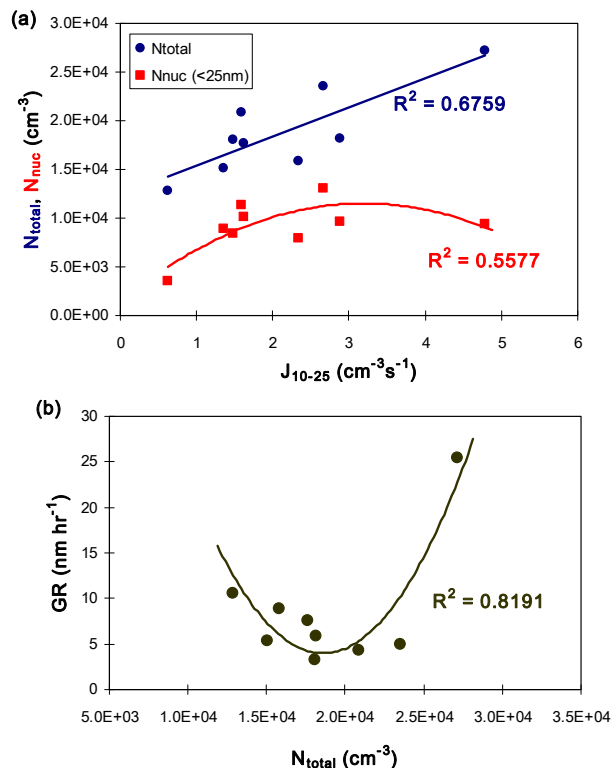 (a)
3.0E+04
2.5E+04
2.0E+04
1.5E+04
1.0E+04
5.0E+03
0.0E+00
N_total, N_nuc (cm⁻³)
Ntotal
Nnuc (<25nm)
R² = 0.6759
R² = 0.5577
0 1 2 3 4 5 6
J₁₀₋₂₅ (cm⁻³s⁻¹)
(b)
30
25
20
15
10
5
0
GR (nm hr⁻¹)
R² = 0.8191
5.0E+03 1.0E+04 1.5E+04 2.0E+04 2.5E+04 3.0E+04 3.5E+04
N_total (cm⁻³)